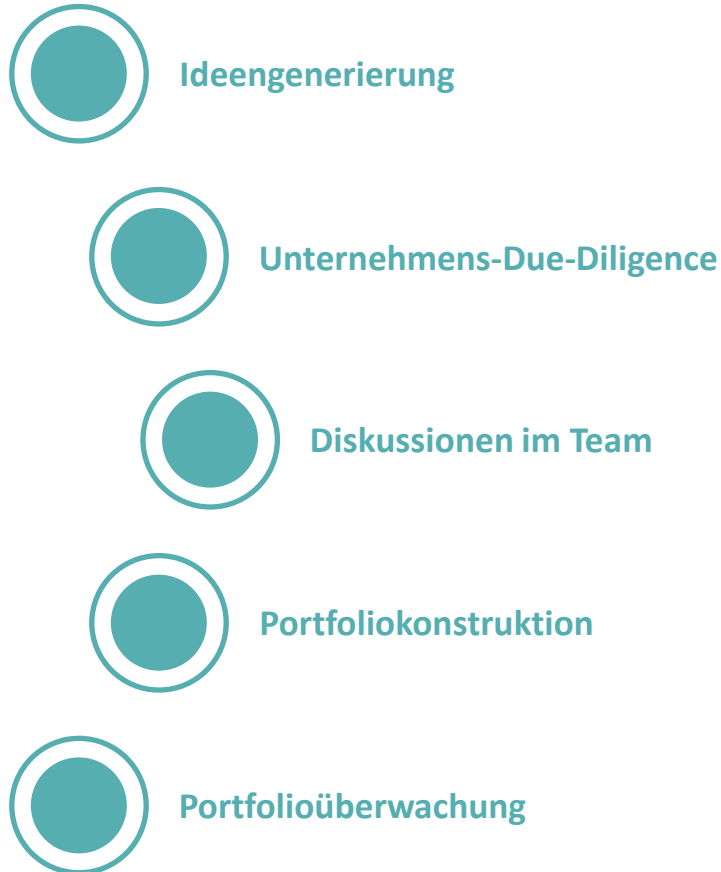 Ideengenerierung
Unternehmens-Due-Diligence
Diskussionen im Team
Portfoliokonstruktion
Portfolioüberwachung